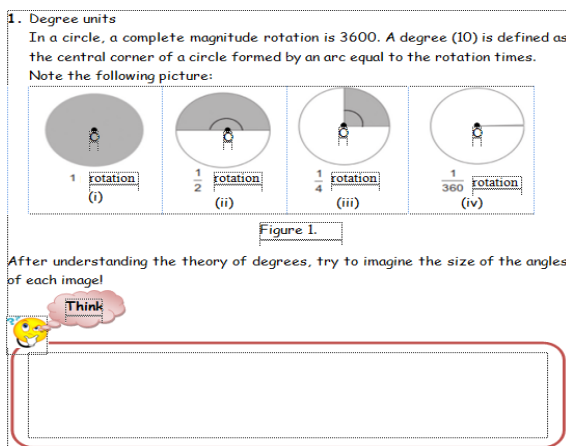 1. Degree units
In a circle, a complete magnitude rotation is 3600. A degree (10) is defined as
the central corner of a circle formed by an arc equal to the rotation times.
Note the following picture:
1 rotation
(i)
1/2 rotation
(ii)
1/4 rotation
(iii)
1/360 rotation
(iv)
Figure 1.
After understanding the theory of degrees, try to imagine the size of the angles
of each image!
Think